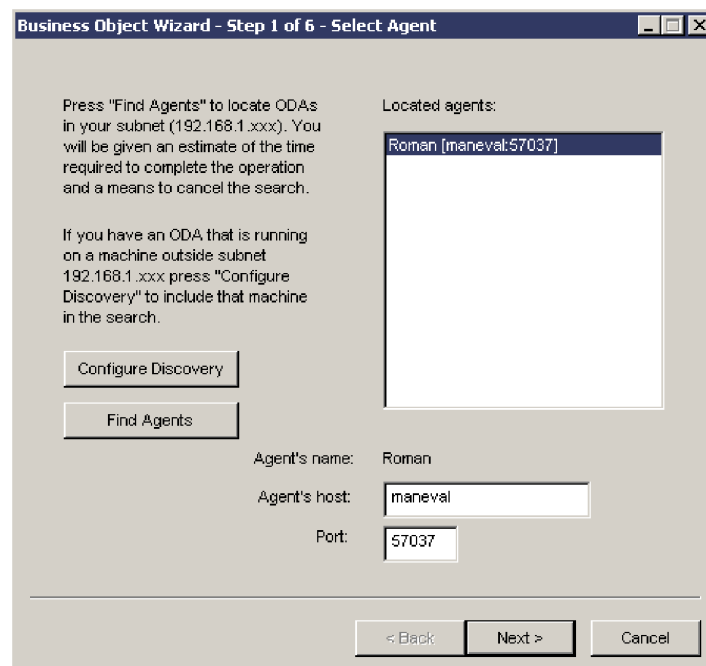 Business Object Wizard - Step 1 of 6 - Select Agent
Press "Find Agents" to locate ODAs
in your subnet (192.168.1.xxx). You
will be given an estimate of the time
required to complete the operation
and a means to cancel the search.
If you have an ODA that is running
on a machine outside subnet
192.168.1.xxx press "Configure
Discovery" to include that machine
in the search.
Configure Discovery
Find Agents
Located agents:
Roman [maneval:57037]
Agent's name: Roman
Agent's host: maneval
Port: 57037
< Back Next > Cancel